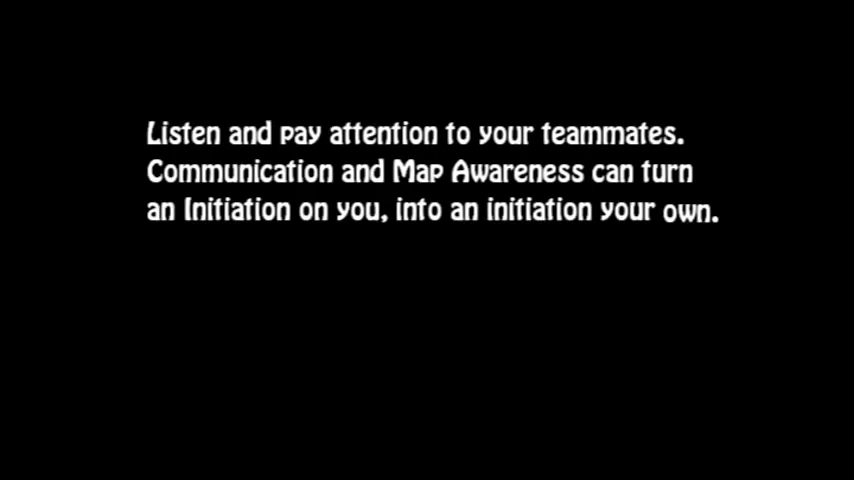 Listen and pay attention to your teammates.
Communication and Map Awareness can turn
an Initiation on you, into an initiation your own.